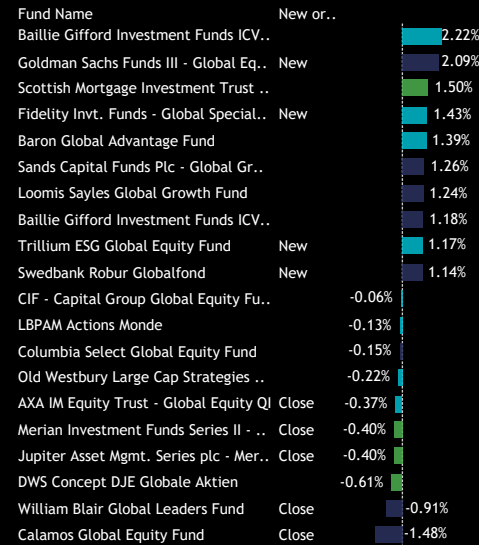 Fund Name New or..
Baillie Gifford Investment Funds ICV.. 2.22%
Goldman Sachs Funds III - Global Eq.. New 2.09%
Scottish Mortgage Investment Trust .. 1.50%
Fidelity Invt. Funds - Global Special.. New 1.43%
Baron Global Advantage Fund 1.39%
Sands Capital Funds Plc - Global Gr.. 1.26%
Loomis Sayles Global Growth Fund 1.24%
Baillie Gifford Investment Funds ICV.. 1.18%
Trillium ESG Global Equity Fund New 1.17%
Swedbank Robur Globalfond New 1.14%
CIF - Capital Group Global Equity Fu.. -0.06%
LBPAM Actions Monde -0.13%
Columbia Select Global Equity Fund -0.15%
Old Westbury Large Cap Strategies .. -0.22%
AXA IM Equity Trust - Global Equity QI Close -0.37%
Merian Investment Funds Series II - .. Close -0.40%
Jupiter Asset Mgmt. Series plc - Mer.. Close -0.40%
DWS Concept DJE Globale Aktien -0.61%
William Blair Global Leaders Fund Close -0.91%
Calamos Global Equity Fund Close -1.48%